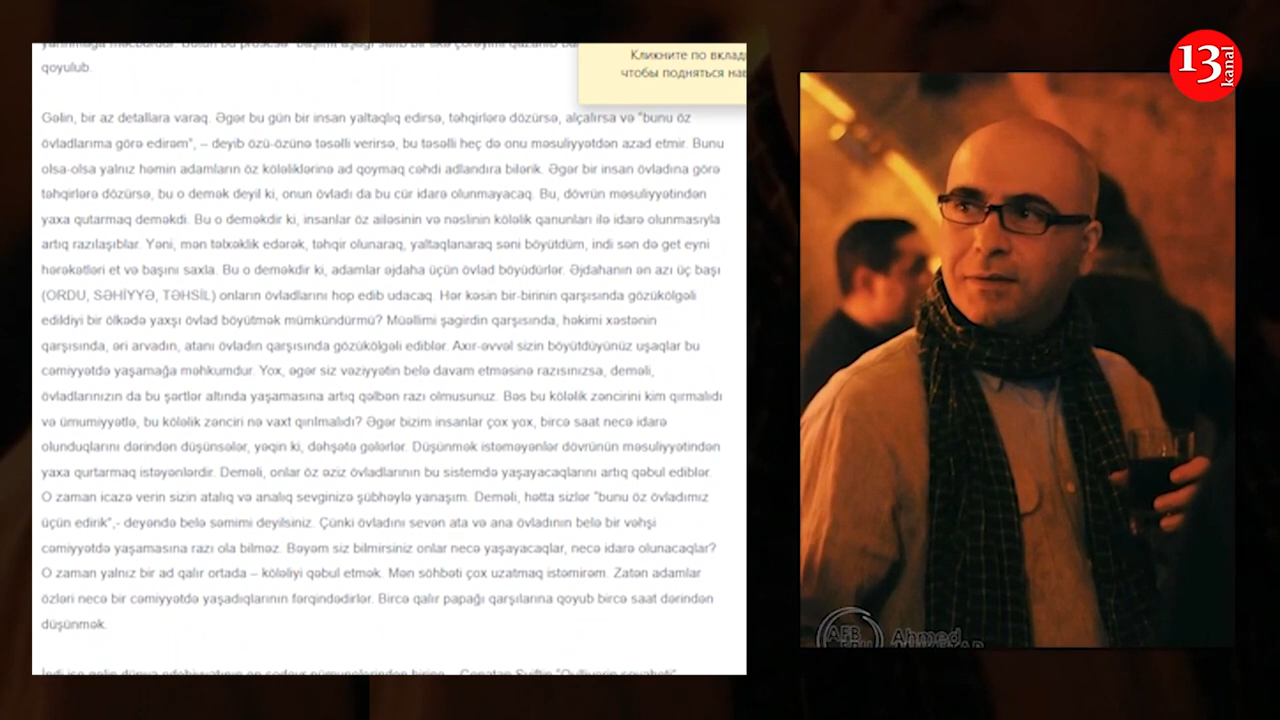 qoyulub.
Кликните по вклад
чтобы подняться нав
Gəlin, bir az detallara varaq. Əgər bu gün bir insan yaltaqlıq edirsə, təhqirlərə dözürsə, alçalırsa və "bunu öz
övladlarıma görə edirəm", – deyib özü-özünə təsəlli verirsə, bu təsəlli heç də onu məsuliyyətdən azad etmir. Bunu
olsa-olsa yalnız həmin adamların öz köləliklərinə ad qoymaq cəhdi adlandıra bilərik. Əgər bir insan övladına görə
təhqirlərə dözürsə, bu o demək deyil ki, onun övladı da bu cür idarə olunmayacaq. Bu, dövrün məsuliyyətindən
yaxa qutarmaq deməkdi. Bu o deməkdir ki, insanlar öz ailəsinin və nəslinin köləlik qanunları ilə idarə olunmasıyla
artıq razılaşıblar. Yəni, mən təlxəklik edərək, təhqir olunaraq, yaltaqlanaraq səni böyütdüm, indi sən də get eyni
hərəkətləri et və başını saxla. Bu o deməkdir ki, adamlar əjdaha üçün övlad böyüdürlər. Əjdahanın ən azı üç başı
(ORDU, SƏHİYYƏ, TƏHSİL) onların övladlarını hop edib udacaq. Hər kəsin bir-birinin qarşısında gözükölgəli
edildiyi bir ölkədə yaxşı övlad böyütmək mümkündürmü? Müəllimi şagirdin qarşısında, həkimi xəstənin
qarşısında, əri arvadın, atanı övladın qarşısında gözükölgəli ediblər. Axır-əvvəl sizin böyütdüyünüz uşaqlar bu
cəmiyyətdə yaşamağa məhkumdur. Yox, əgər siz vəziyyətin belə davam etməsinə razısınızsa, deməli,
övladlarınızın da bu şərtlər altında yaşamasına artıq qəlbən razı olmusunuz. Bəs bu köləlik zəncirini kim qırmalıdı
və ümumiyyətlə, bu köləlik zənciri nə vaxt qırılmalıdı? Əgər bizim insanlar çox yox, bircə saat necə idarə
olunduqlarını dərindən düşünsələr, yəqin ki, dəhşətə gələrlər. Düşünmək istəməyənlər dövrünün məsuliyyətindən
yaxa qurtarmaq istəyənlərdir. Deməli, onlar öz əziz övladlarının bu sistemdə yaşayacaqlarını artıq qəbul ediblər.
O zaman icazə verin sizin atalıq və analıq sevginizə şübhəylə yanaşım. Deməli, hətta sizlər "bunu öz övladımız
üçün edirik",- deyəndə belə səmimi deyilsiniz. Çünki övladını sevən ata və ana övladının belə bir vəhşi
cəmiyyətdə yaşamasına razı ola bilməz. Bəyəm siz bilmirsiniz onlar necə yaşayacaqlar, necə idarə olunacaqlar?
O zaman yalnız bir ad qalır ortada – köləliyi qəbul etmək. Mən söhbəti çox uzatmaq istəmirəm. Zatən adamlar
özləri necə bir cəmiyyətdə yaşadıqlarının fərqindədirlər. Bircə qalır papağı qarşılarına qoyub bircə saat dərindən
düşünmək.
13 kanal
AFB
Ahmed